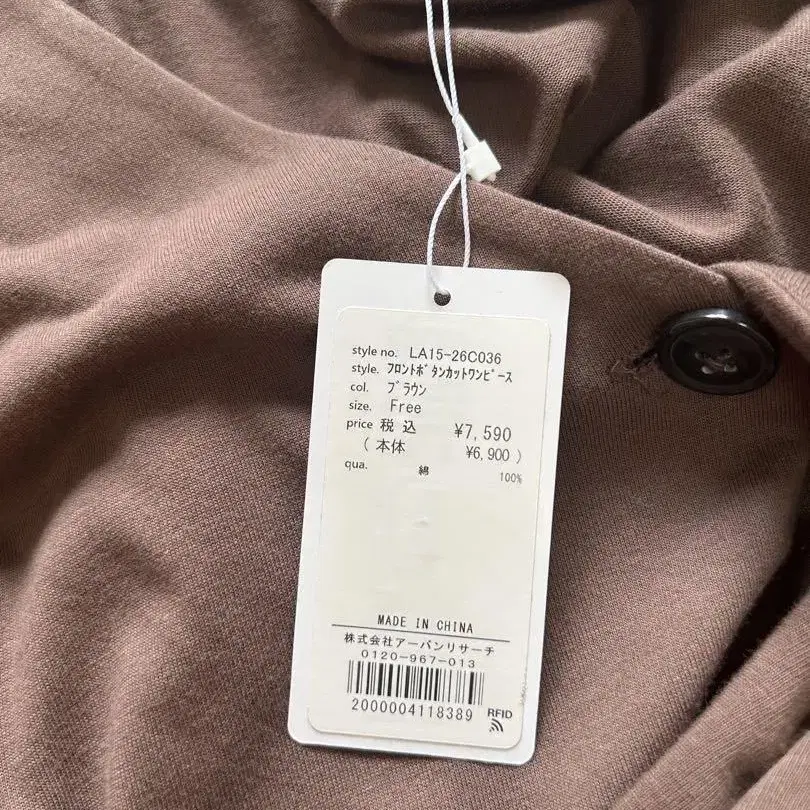 style no. LA15-26C036
style. ﾌﾛﾝﾄﾎﾞﾀﾝｶｯﾄﾜﾝﾋﾟｰｽ
col. ﾌﾞﾗｳﾝ
size. Free
price 税込 ¥7,590
(本体 ¥6,900)
qua. 綿 100%
MADE IN CHINA
株式会社アーバンリサーチ
0120-967-013
2000004118389 RFID